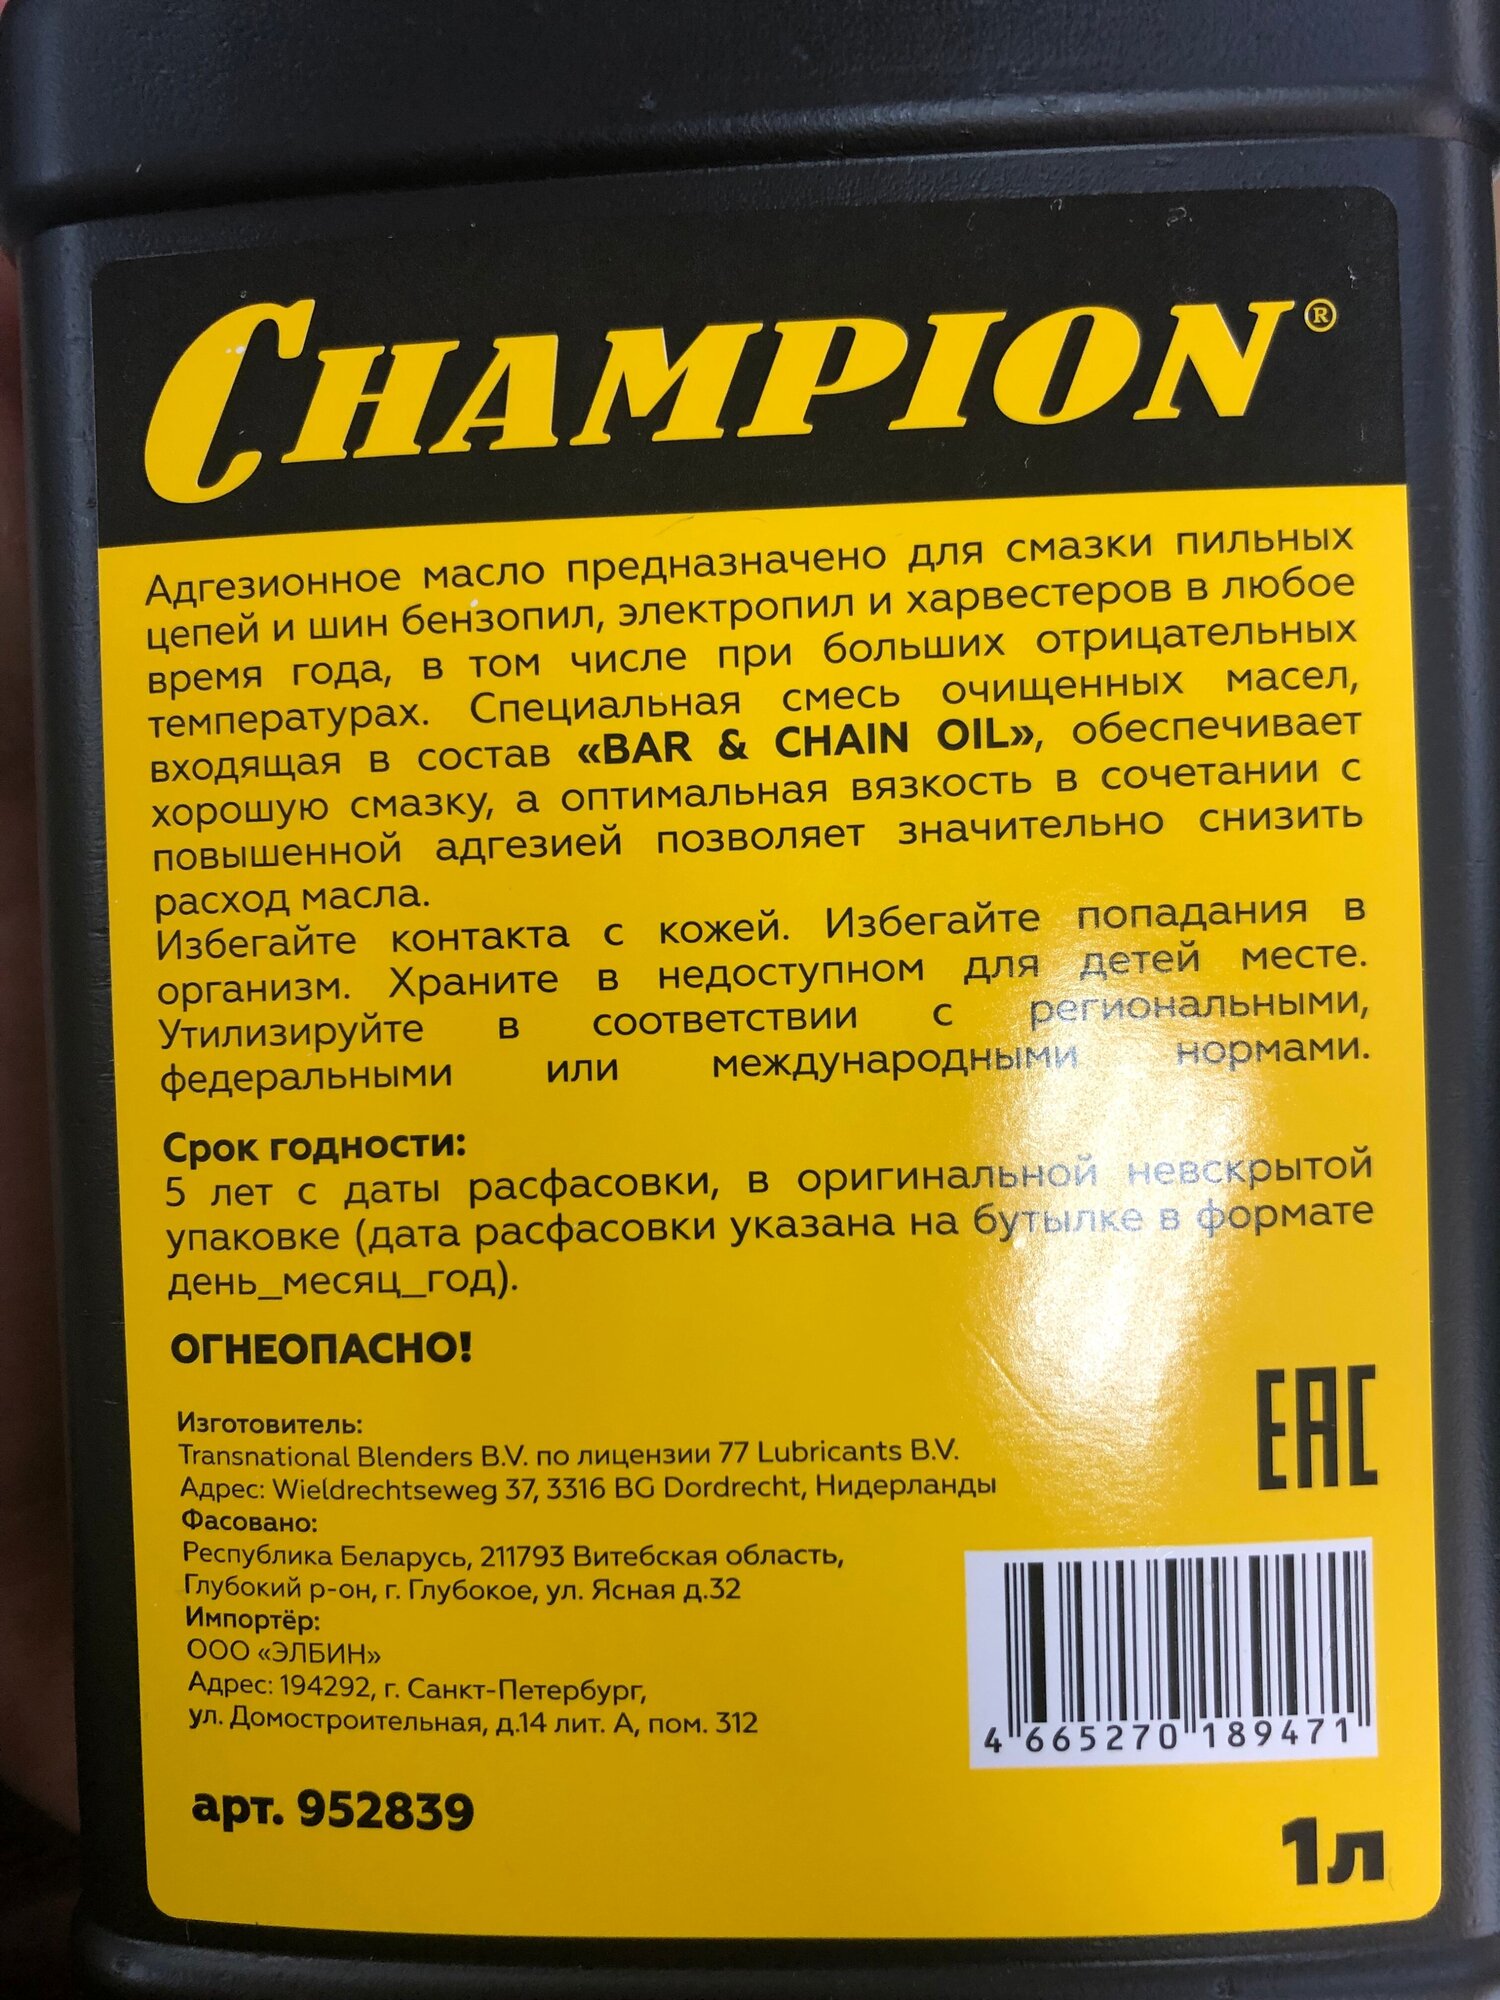 CHAMPION®
Адгезионное масло предназначено для смазки пильных
цепей и шин бензопил, электропил и харвестеров в любое
время года, в том числе при больших отрицательных
температурах. Специальная смесь очищенных масел,
входящая в состав «BAR & CHAIN OIL», обеспечивает
хорошую смазку, а оптимальная вязкость в сочетании с
повышенной адгезией позволяет значительно снизить
расход масла.
Избегайте контакта с кожей. Избегайте попадания в
организм. Храните в недоступном для детей месте.
Утилизируйте в соответствии с региональными,
федеральными или международными нормами.
Срок годности:
5 лет с даты расфасовки, в оригинальной невскрытой
упаковке (дата расфасовки указана на бутылке в формате
день_месяц_год).
ОГНЕОПАСНО!
Изготовитель:
Transnational Blenders B.V. по лицензии 77 Lubricants B.V.
Адрес: Wieldrechtseweg 37, 3316 BG Dordrecht, Нидерланды
Фасовано:
Республика Беларусь, 211793 Витебская область,
Глубокий р-он, г. Глубокое, ул. Ясная д.32
Импортёр:
ООО «ЭЛБИН»
Адрес: 194292, г. Санкт-Петербург,
ул. Домостроительная, д.14 лит. А, пом. 312
арт. 952839
EAC
4 665270 189471
1л